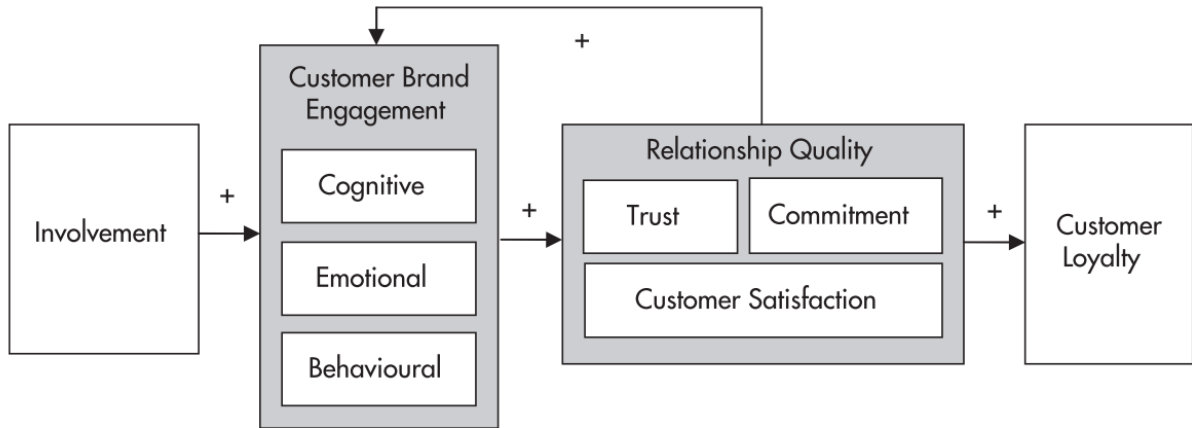 +
Customer Brand
Engagement
Cognitive
Emotional
Behavioural
Involvement
+
+
Relationship Quality
Trust
Commitment
Customer Satisfaction
+
Customer
Loyalty